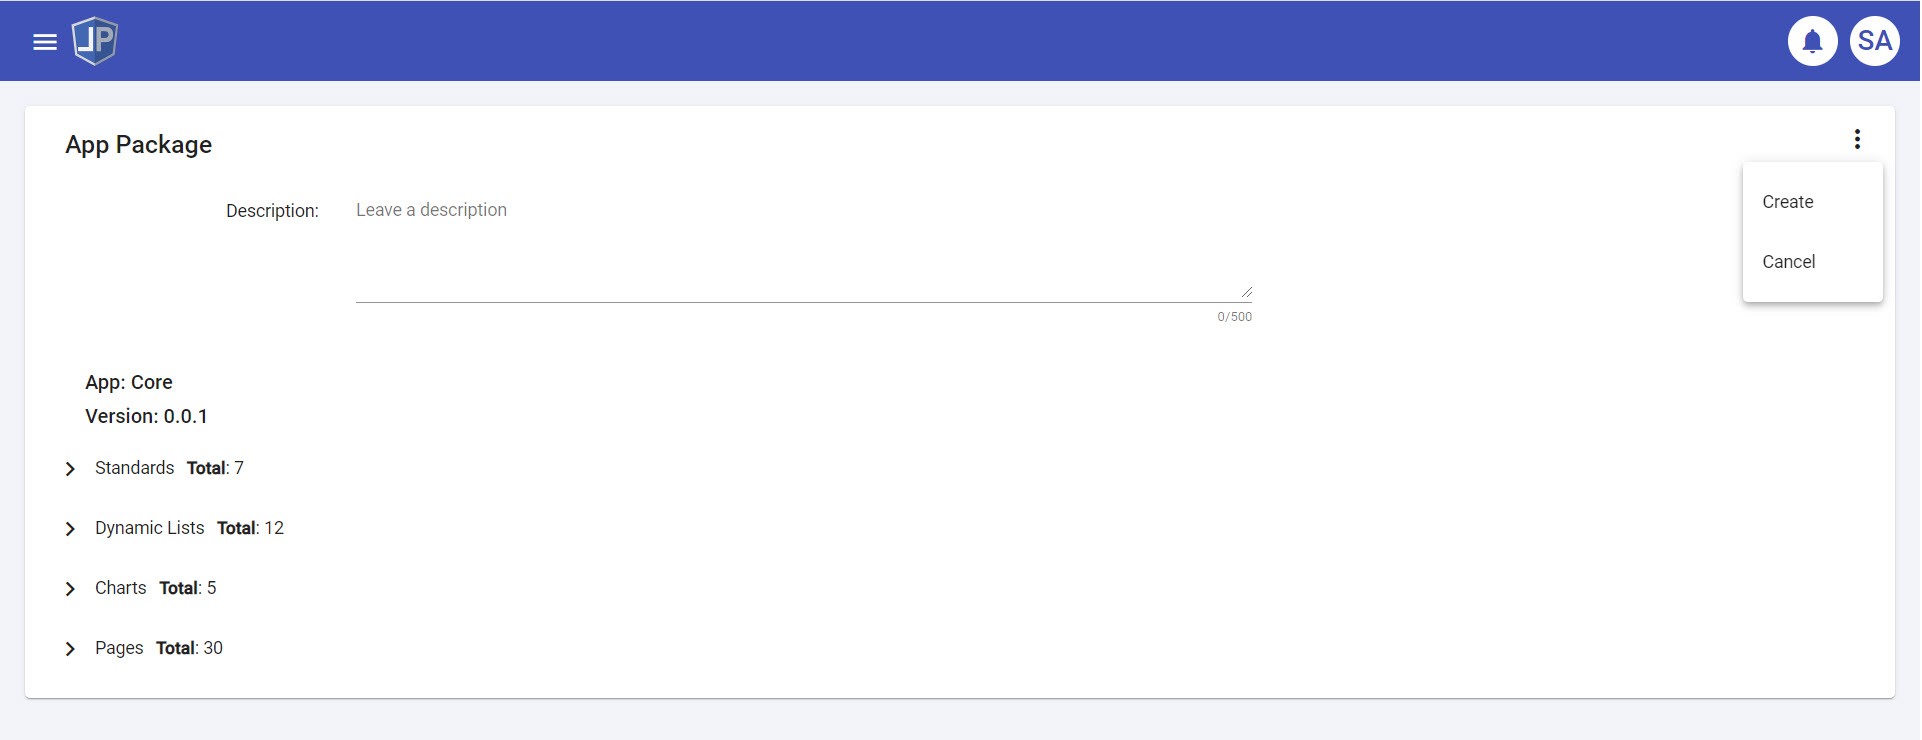 JP
SA
App Package
Create
Description: Leave a description
Cancel
0/500
App: Core
Version: 0.0.1
Standards Total: 7
Dynamic Lists Total: 12
Charts Total: 5
Pages Total: 30